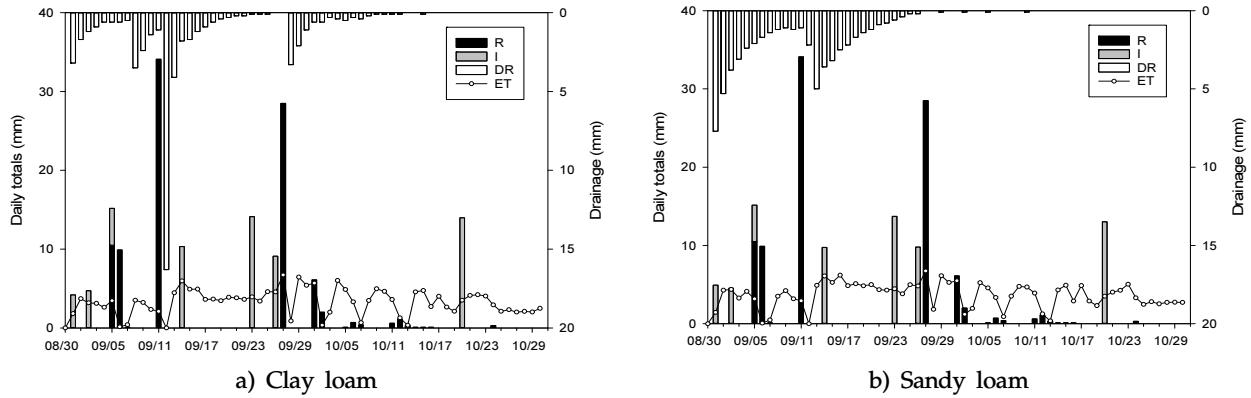 40
30
20
10
0
Daily totals (mm)
0
5
10
15
20
Drainage (mm)
R
I
DR
ET
08/30 09/05 09/11 09/17 09/23 09/29 10/05 10/11 10/17 10/23 10/29
a) Clay loam
40
30
20
10
0
Daily totals (mm)
0
5
10
15
20
Drainage (mm)
R
I
DR
ET
08/30 09/05 09/11 09/17 09/23 09/29 10/05 10/11 10/17 10/23 10/29
b) Sandy loam